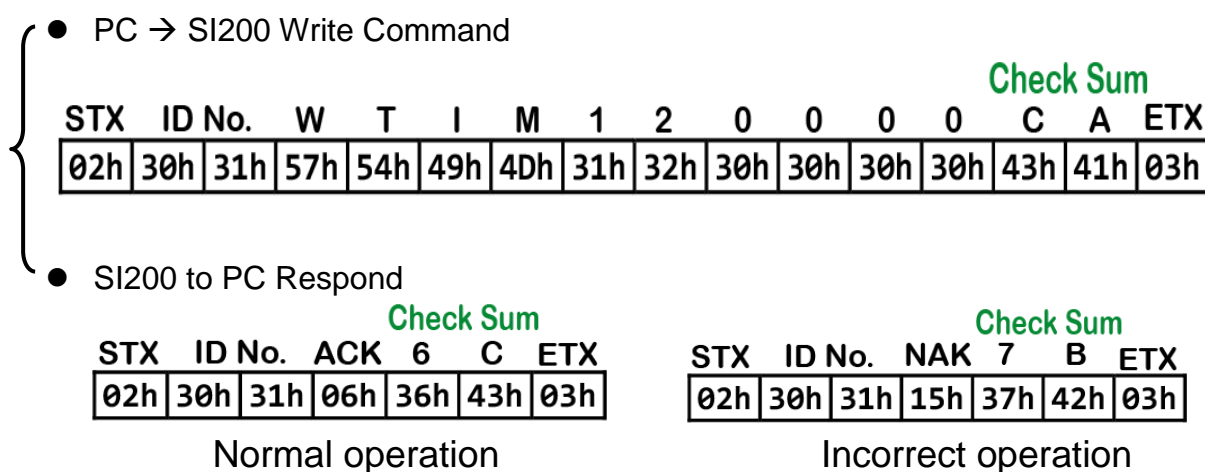 ● PC → SI200 Write Command
Check Sum
STX ID No. W T I M 1 2 0 0 0 0 C A ETX
02h 30h 31h 57h 54h 49h 4Dh 31h 32h 30h 30h 30h 30h 43h 41h 03h
● SI200 to PC Respond
Check Sum
STX ID No. ACK 6 C ETX
02h 30h 31h 06h 36h 43h 03h
Normal operation
Check Sum
STX ID No. NAK 7 B ETX
02h 30h 31h 15h 37h 42h 03h
Incorrect operation